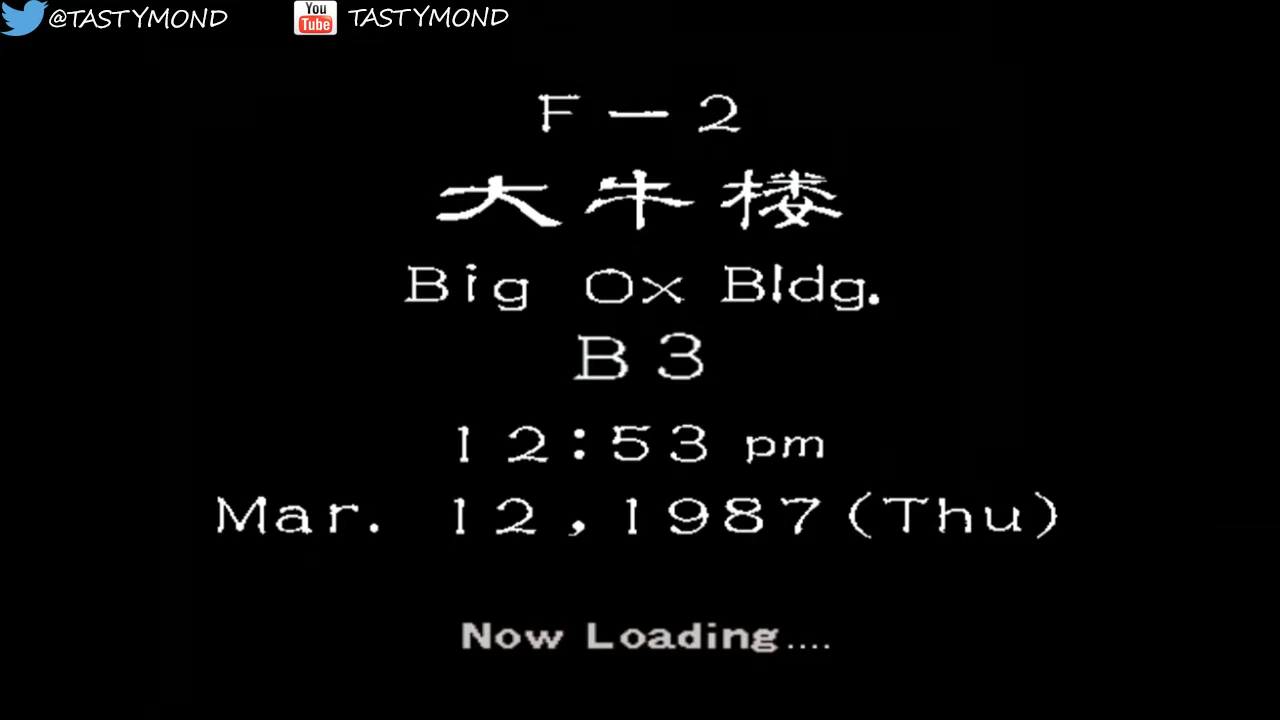 @TASTYMOND You Tube TASTYMOND
F-2
大牛楼
Big Ox Bldg.
B3
12:53 pm
Mar. 12,1987(Thu)
Now Loading....